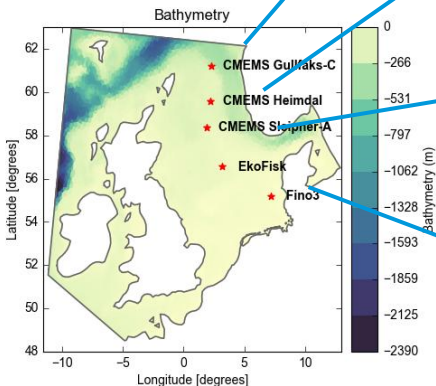 Bathymetry
62
60
58
56
54
52
50
48
Latitude [degrees]
−10
−5
0
5
10
Longitude [degrees]
CMEMS Gullfaks-C
CMEMS Heimdal
CMEMS Sleipner-A
EkoFisk
Fino3
0
−266
−531
−797
−1062
−1328
−1593
−1859
−2125
−2390
Bathymetry (m)